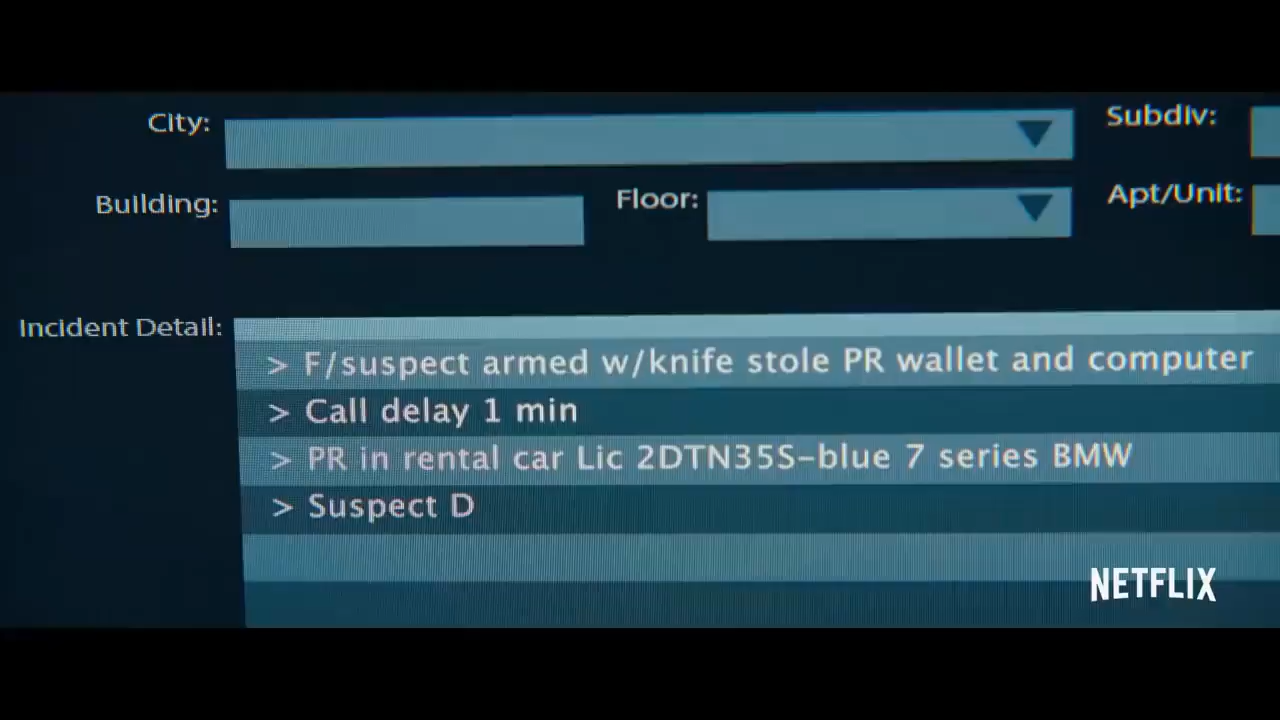 City:
Subdiv:
Building:
Floor:
Apt/Unit:
Incident Detail:
> F/suspect armed w/knife stole PR wallet and computer
> Call delay 1 min
> PR in rental car Lic 2DTN35S-blue 7 series BMW
> Suspect D
NETFLIX